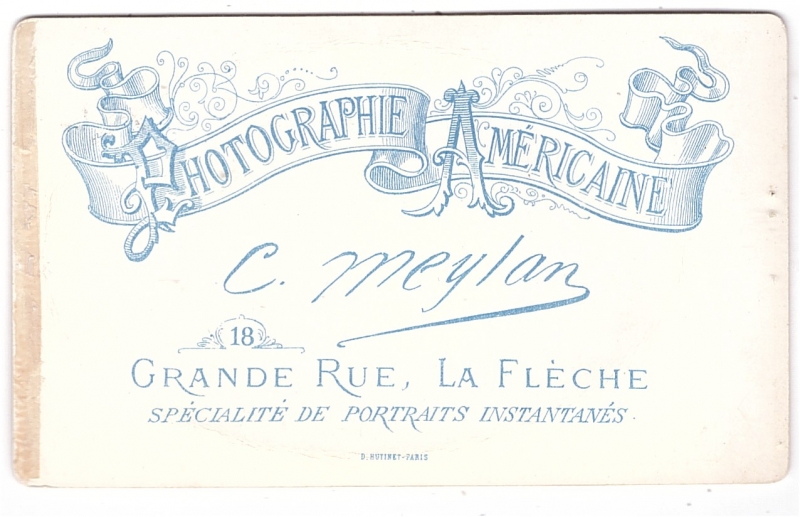 PHOTOGRAPHIE AMÉRICAINE
C. Meylan
18
GRANDE RUE, LA FLÈCHE
SPÉCIALITÉ DE PORTRAITS INSTANTANÉS.
D. HUTINET-PARIS